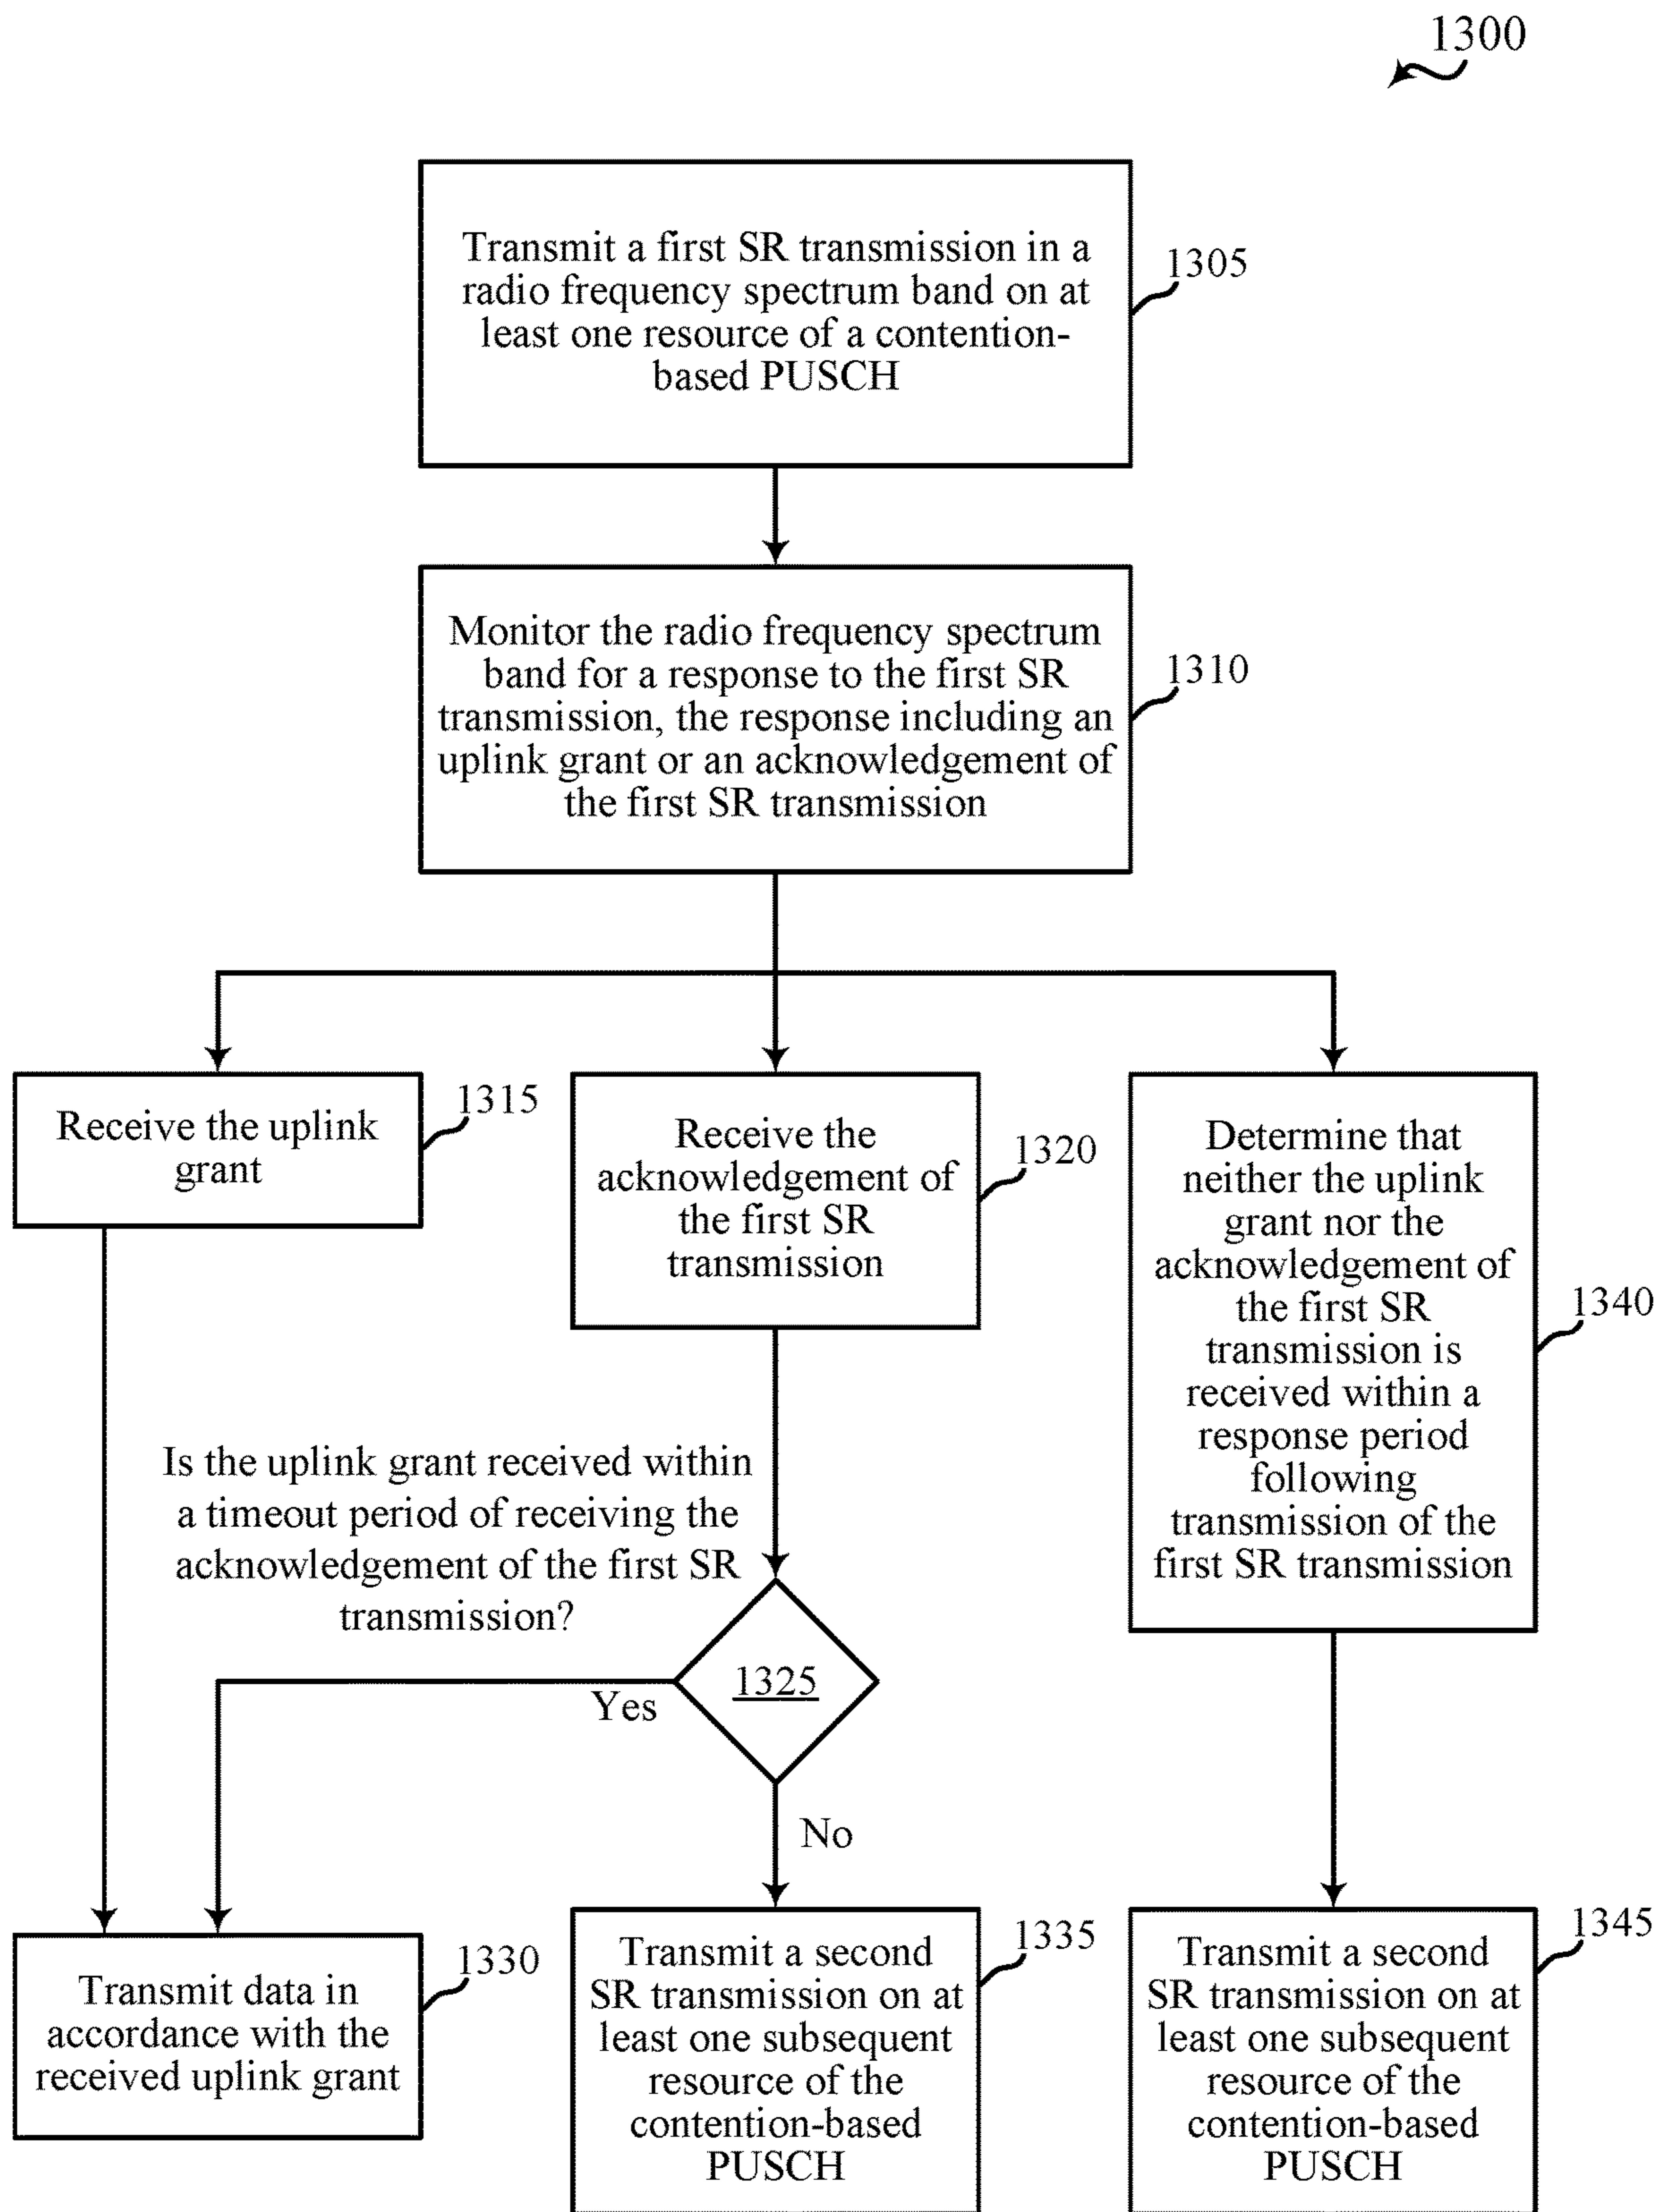 1300
Transmit a first SR transmission in a
radio frequency spectrum band on at
least one resource of a contention-
based PUSCH
1305
Monitor the radio frequency spectrum
band for a response to the first SR
transmission, the response including an
uplink grant or an acknowledgement of
the first SR transmission
1310
Receive the uplink
grant
1315
Receive the
acknowledgement of
the first SR
transmission
1320
Determine that
neither the uplink
grant nor the
acknowledgement of
the first SR
transmission is
received within a
response period
following
transmission of the
first SR transmission
1340
Is the uplink grant received within
a timeout period of receiving the
acknowledgement of the first SR
transmission?
1325
Yes
No
Transmit data in
accordance with the
received uplink grant
1330
Transmit a second
SR transmission on at
least one subsequent
resource of the
contention-based
PUSCH
1335
Transmit a second
SR transmission on at
least one subsequent
resource of the
contention-based
PUSCH
1345